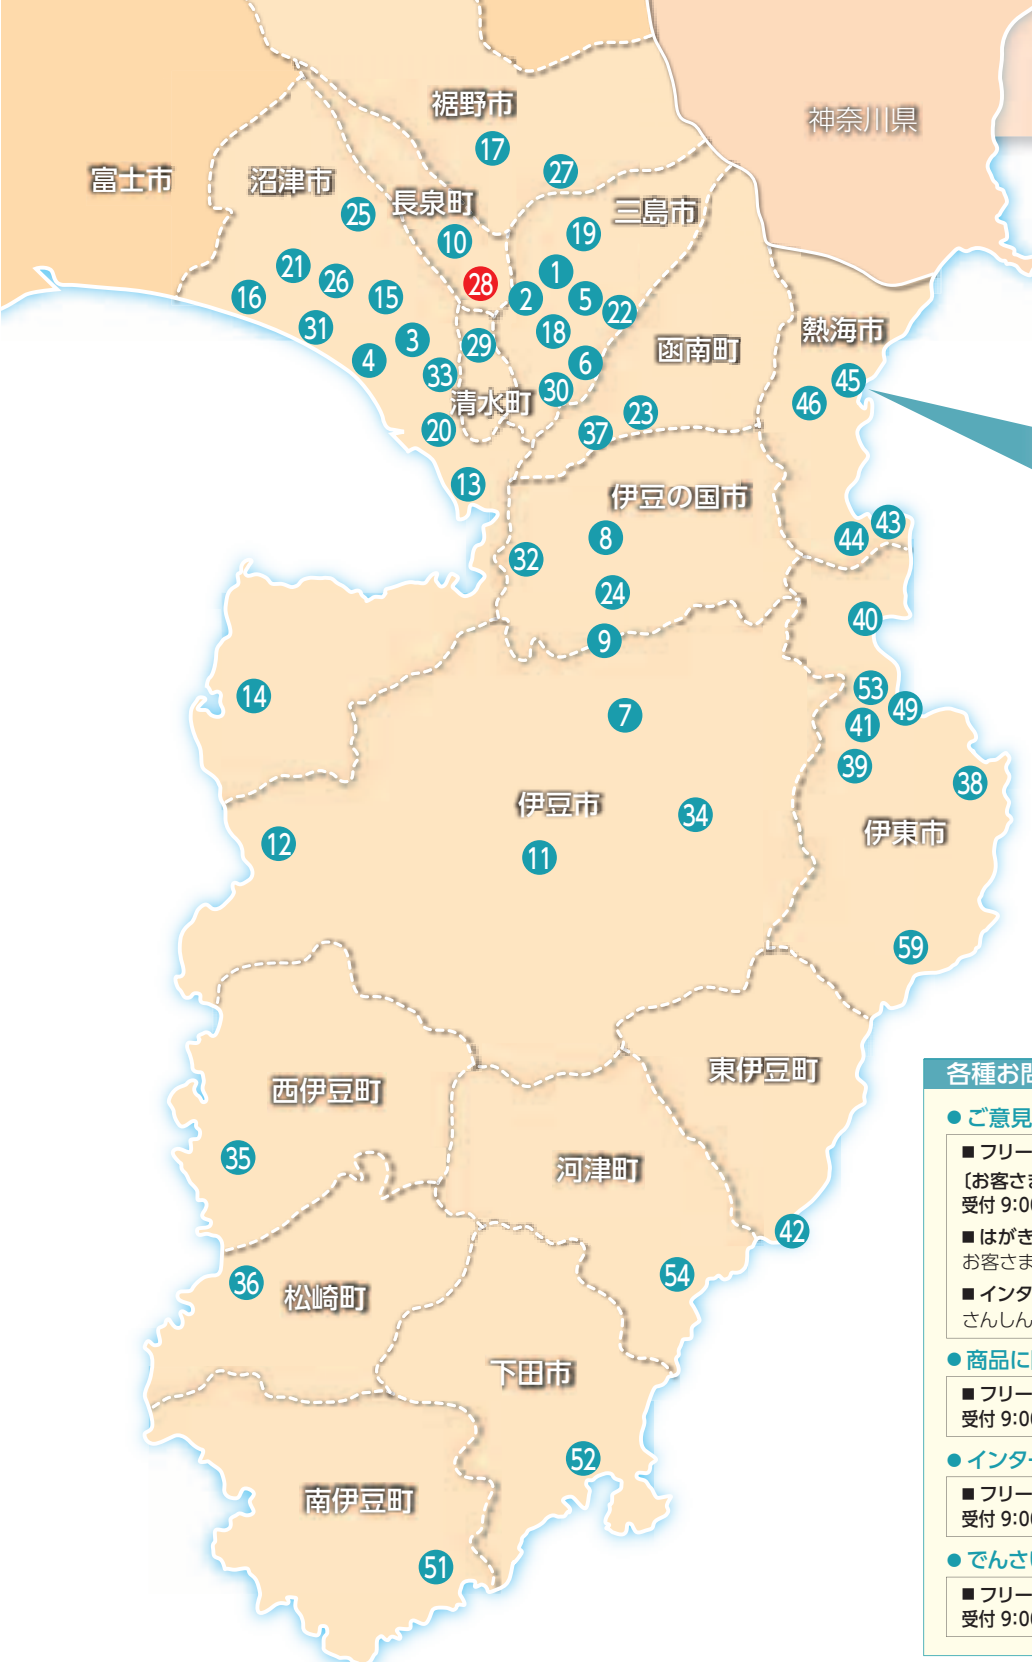 裾野市
神奈川県
17
27
富士市
沼津市
長泉町
三島市
25
10
19
21
26
28
1
16
15
2
5
22
31
3
29
18
熱海市
函南町
4
33
6
45
清水町
30
46
20
37
23
13
伊豆の国市
8
43
44
32
24
40
9
14
53
49
7
41
39
38
伊豆市
34
伊東市
12
11
59
東伊豆町
西伊豆町
35
河津町
42
36
松崎町
54
下田市
52
南伊豆町
51
各種お問
● ご意見
■ フリー
〔お客さま
受付 9:00
■ はがき
お客さま
■ インタ
さんしん
● 商品に
■ フリー
受付 9:00
● インター
■ フリー
受付 9:00
● でんさい
■ フリー
受付 9:00